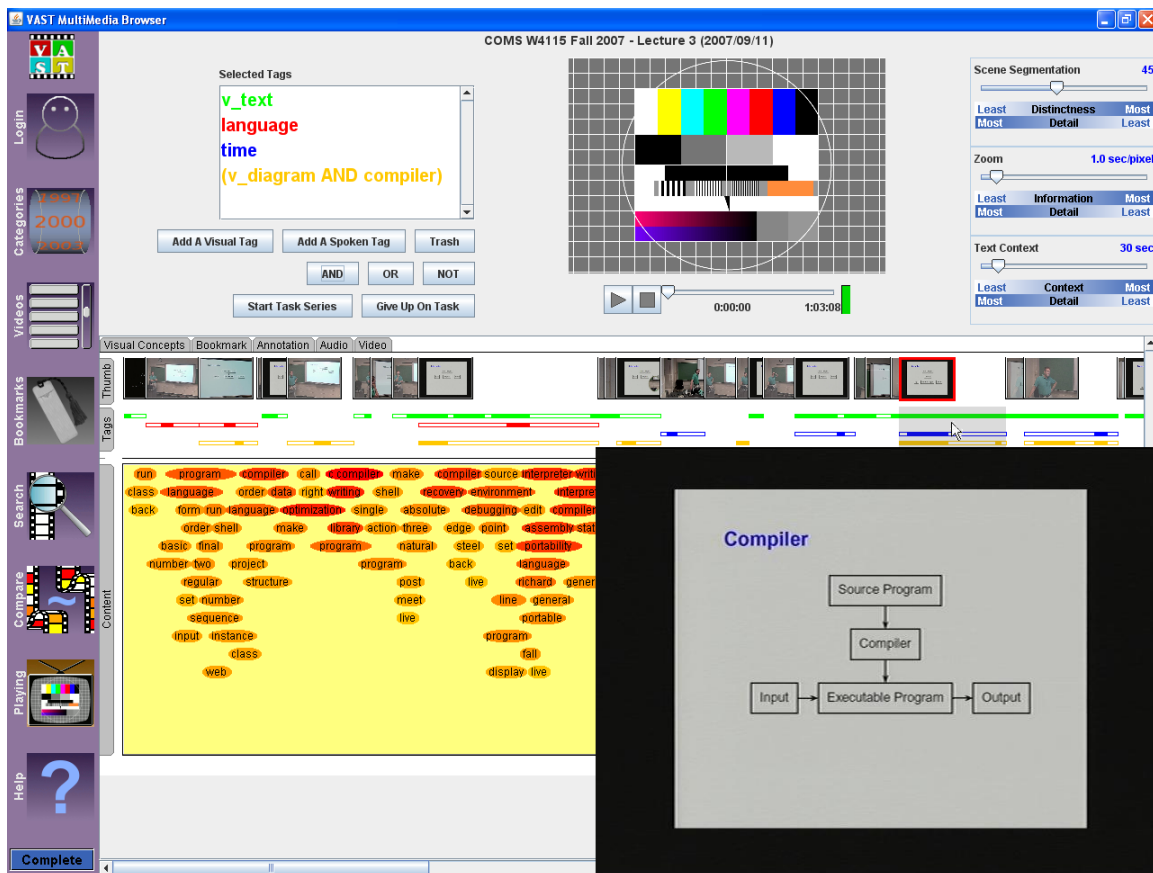 VAST MultiMedia Browser
COMS W4115 Fall 2007 - Lecture 3 (2007/09/11)
VAST
Login
Categories
1997
2000
2003
Videos
Bookmarks
Search
Compare
Playing
Help
Complete
Selected Tags
v_text
language
time
(v_diagram AND compiler)
Add A Visual Tag Add A Spoken Tag Trash
AND OR NOT
Start Task Series Give Up On Task
0:00:00 1:03:08
Scene Segmentation 45
Least Distinctness Most
Most Detail Least
Zoom 1.0 sec/pixel
Least Information Most
Most Detail Least
Text Context 30 sec
Least Context Most
Most Detail Least
Visual Concepts Bookmark Annotation Audio Video
Thumb
Tags
Content
run program compiler call c compiler make compiler source interpreter writi
class language order data right writing shell recovery environment interpre
back form run language optimization single absolute debugging edit compiler
order shell make library action three edge point assembly stat
basic final program program natural steel set portability
number two project program back language
regular structure post live richard gener
set number meet line general
sequence live portable
input instance program
class fall
web display live
Compiler
Source Program
Compiler
Input Executable Program Output